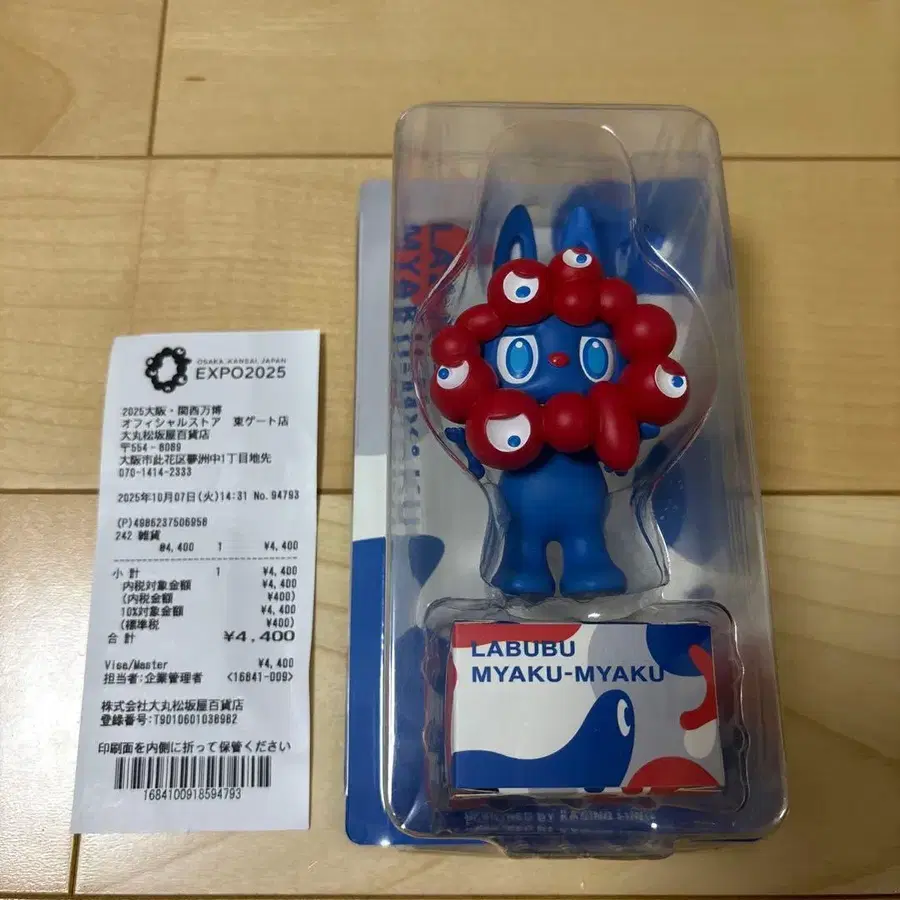 OSAKA, KANSAI, JAPAN
EXPO2025
2025大阪・関西万博
オフィシャルストア 東ゲート店
大丸松坂屋百貨店
〒554-8089
大阪市此花区夢洲中1丁目地先
070-1414-2333
2025年10月07日(火)14:31 No.94793
(P)4986237506958
242 雑貨
@4,400 1 ¥4,400
小計 1 ¥4,400
内税対象金額 ¥4,400
(内税金額 ¥400)
10%対象金額 ¥4,400
(標準税 ¥400)
合計 ¥4,400
Visa/Master ¥4,400
担当者:企業管理者 <16841-009>
株式会社大丸松坂屋百貨店
登録番号:T9010601038982
印刷面を内側に折って保管ください
1684100918594793
LABUBU
MYAKU-MYAKU